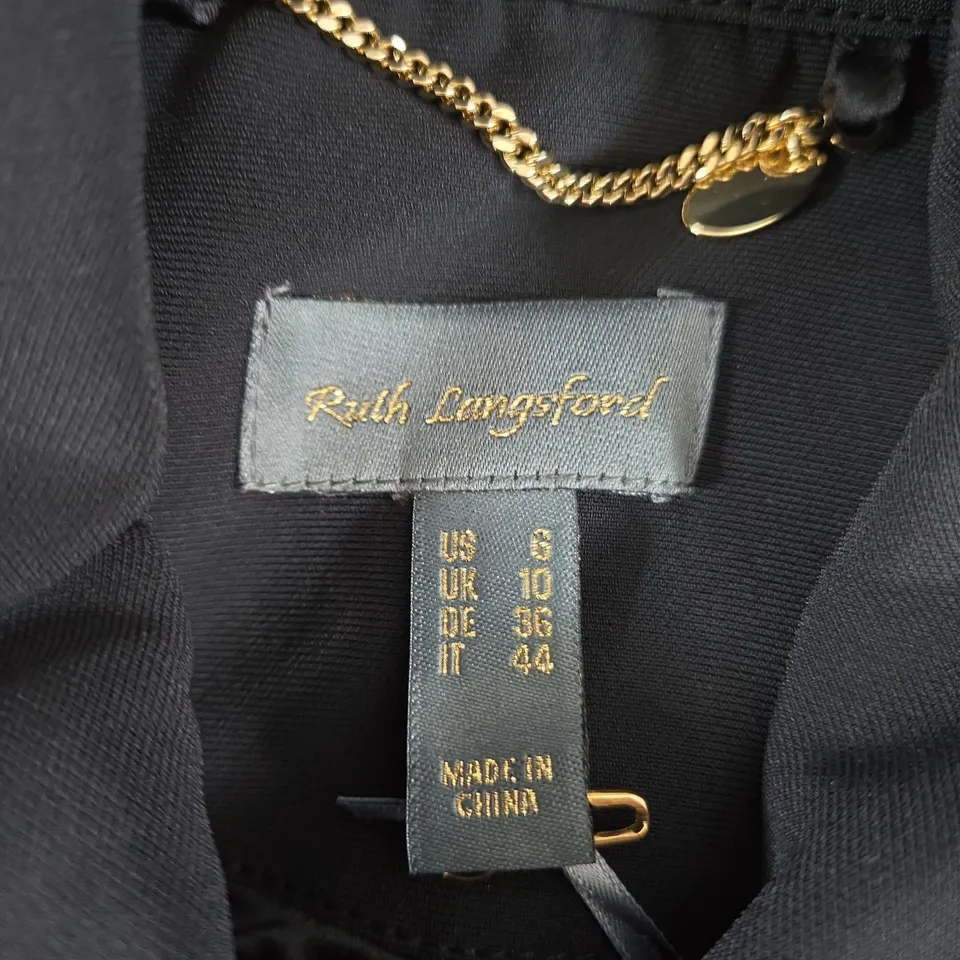 Ruth Langsford
US 6
UK 10
DE 36
IT 44
MADE IN
CHINA